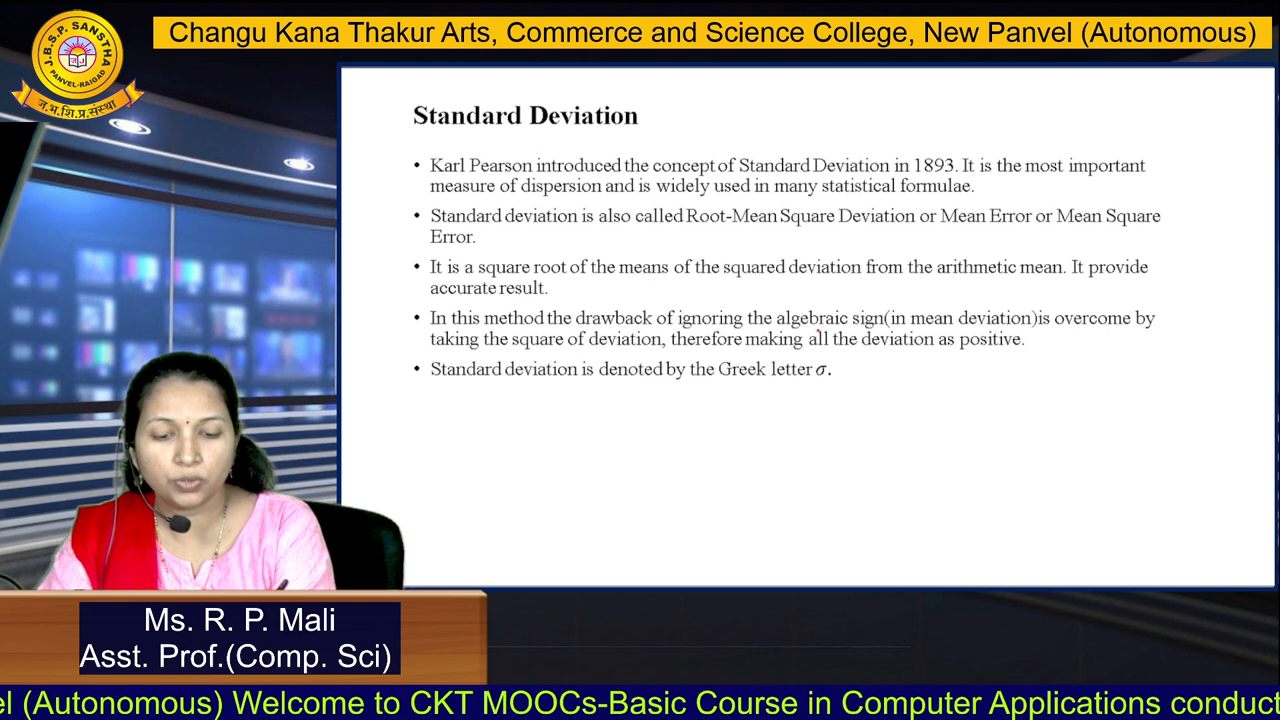 J.B.S.P. SANSTHA
PANVEL-RAIGAD
ज.भ.शि.प्र.संस्था
Changu Kana Thakur Arts, Commerce and Science College, New Panvel (Autonomous)
Standard Deviation
• Karl Pearson introduced the concept of Standard Deviation in 1893. It is the most important
measure of dispersion and is widely used in many statistical formulae.
• Standard deviation is also called Root-Mean Square Deviation or Mean Error or Mean Square
Error.
• It is a square root of the means of the squared deviation from the arithmetic mean. It provide
accurate result.
• In this method the drawback of ignoring the algebraic sign(in mean deviation)is overcome by
taking the square of deviation, therefore making all the deviation as positive.
• Standard deviation is denoted by the Greek letter σ.
Ms. R. P. Mali
Asst. Prof.(Comp. Sci)
el (Autonomous) Welcome to CKT MOOCs-Basic Course in Computer Applications conduct